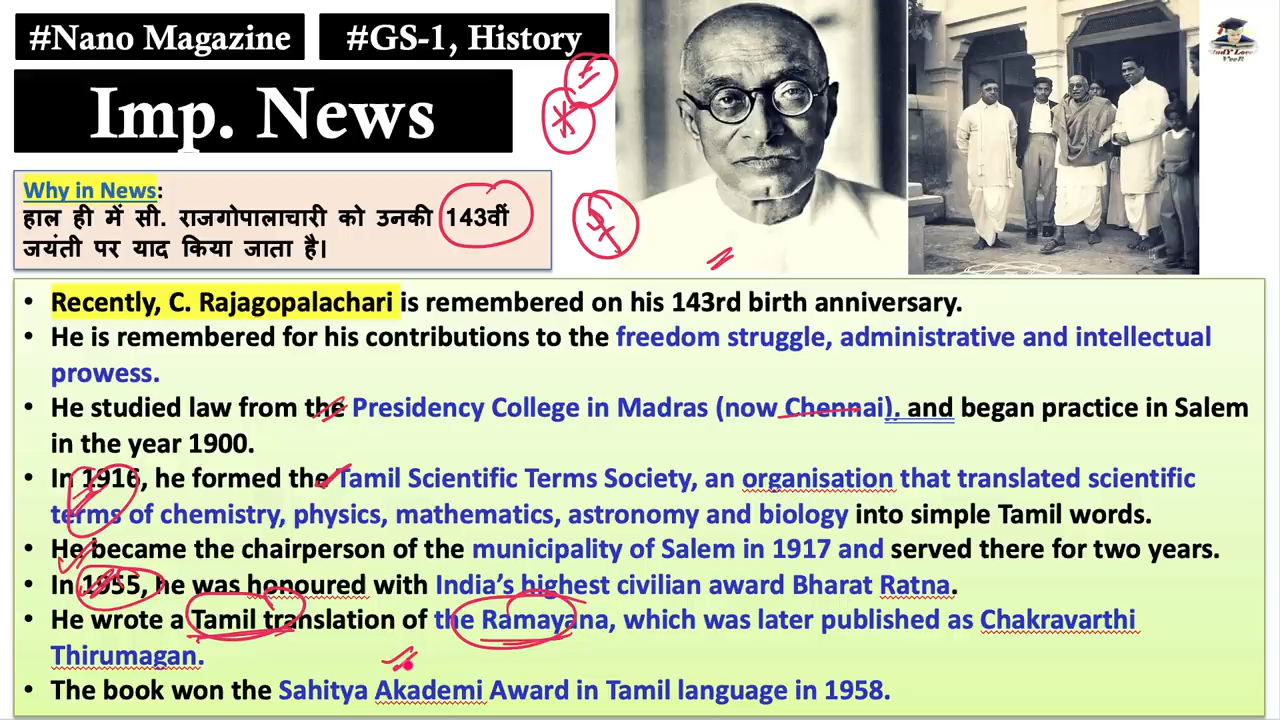 #Nano Magazine
#GS-1, History
Imp. News
Why in News:
हाल ही में सी. राजगोपालाचारी को उनकी 143वीं
जयंती पर याद किया जाता है।
• Recently, C. Rajagopalachari is remembered on his 143rd birth anniversary.
• He is remembered for his contributions to the freedom struggle, administrative and intellectual
prowess.
• He studied law from the Presidency College in Madras (now Chennai). and began practice in Salem
in the year 1900.
• In 1916, he formed the Tamil Scientific Terms Society, an organisation that translated scientific
terms of chemistry, physics, mathematics, astronomy and biology into simple Tamil words.
• He became the chairperson of the municipality of Salem in 1917 and served there for two years.
• In 1955, he was honoured with India's highest civilian award Bharat Ratna.
• He wrote a Tamil translation of the Ramayana, which was later published as Chakravarthi
Thirumagan.
• The book won the Sahitya Akademi Award in Tamil language in 1958.